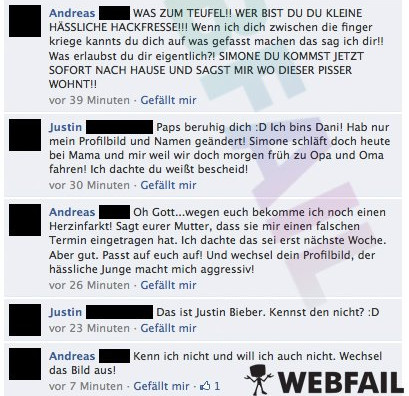 Andreas WAS ZUM TEUFEL!! WER BIST DU DU KLEINE
HÄSSLICHE HACKFRESSE!!! Wenn ich dich zwischen die finger
kriege kannts du dich auf was gefasst machen das sag ich dir!!
Was erlaubst du dir eigentlich?! SIMONE DU KOMMST JETZT
SOFORT NACH HAUSE UND SAGST MIR WO DIESER PISSER
WOHNT!!
vor 39 Minuten · Gefällt mir
Justin Paps beruhig dich :D Ich bins Dani! Hab nur
mein Profilbild und Namen geändert! Simone schläft doch heute
bei Mama und mir weil wir doch morgen früh zu Opa und Oma
fahren! Ich dachte du weißt bescheid!
vor 30 Minuten · Gefällt mir
Andreas Oh Gott...wegen euch bekomme ich noch einen
Herzinfarkt! Sagt eurer Mutter, dass sie mir einen falschen
Termin eingetragen hat. Ich dachte das sei erst nächste Woche.
Aber gut. Passt auf euch auf! Und wechsel dein Profilbild, der
hässliche Junge macht mich aggressiv!
vor 26 Minuten · Gefällt mir
Justin Das ist Justin Bieber. Kennst den nicht? :D
vor 23 Minuten · Gefällt mir
Andreas Kenn ich nicht und will ich auch nicht. Wechsel
das Bild aus!
vor 7 Minuten · Gefällt mir · 1
WEBFAIL